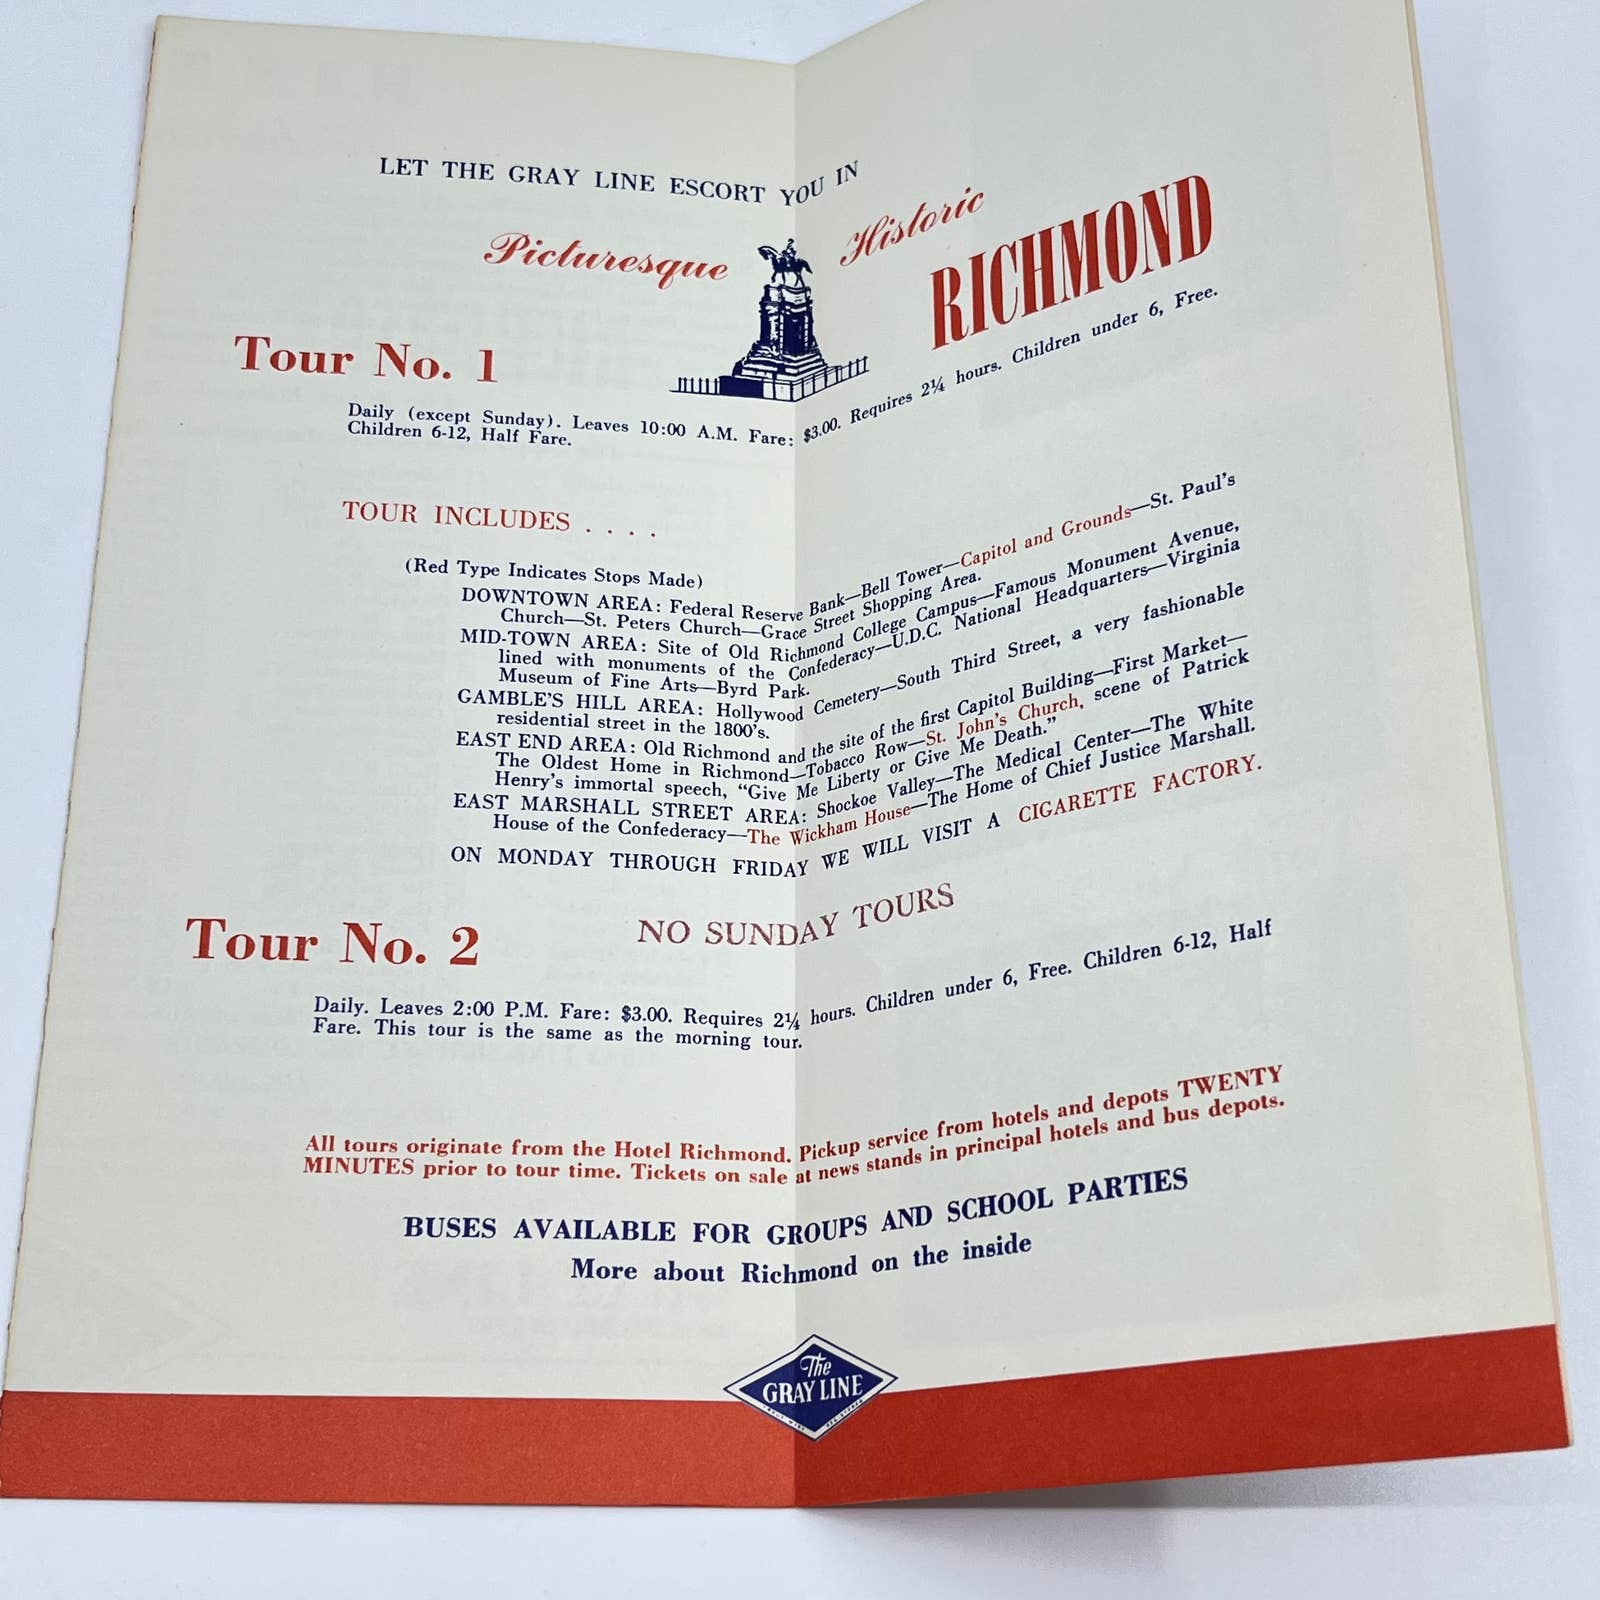 LET THE GRAY LINE ESCORT YOU IN
Picturesque Historic
RICHMOND
Tour No. 1
Daily (except Sunday). Leaves 10:00 A.M. Fare: $3.00. Requires 2¼ hours. Children under 6, Free.
Children 6-12, Half Fare.
TOUR INCLUDES . . . .
(Red Type Indicates Stops Made)
DOWNTOWN AREA: Federal Reserve Bank—Bell Tower—Capitol and Grounds—St. Paul's
Church—St. Peters Church—Grace Street Shopping Area.
MID-TOWN AREA: Site of Old Richmond College Campus—Famous Monument Avenue,
lined with monuments of the Confederacy—U.D.C. National Headquarters—Virginia
Museum of Fine Arts—Byrd Park.
GAMBLE'S HILL AREA: Hollywood Cemetery—South Third Street, a very fashionable
residential street in the 1800's.
EAST END AREA: Old Richmond and the site of the first Capitol Building—First Market—
The Oldest Home in Richmond—Tobacco Row—St. John's Church, scene of Patrick
Henry's immortal speech, “Give Me Liberty or Give Me Death.”
EAST MARSHALL STREET AREA: Shockoe Valley—The Medical Center—The White
House of the Confederacy—The Wickham House—The Home of Chief Justice Marshall.
ON MONDAY THROUGH FRIDAY WE WILL VISIT A CIGARETTE FACTORY.
NO SUNDAY TOURS
Tour No. 2
Daily. Leaves 2:00 P.M. Fare: $3.00. Requires 2¼ hours. Children under 6, Free. Children 6-12, Half
Fare. This tour is the same as the morning tour.
All tours originate from the Hotel Richmond. Pickup service from hotels and depots TWENTY
MINUTES prior to tour time. Tickets on sale at news stands in principal hotels and bus depots.
BUSES AVAILABLE FOR GROUPS AND SCHOOL PARTIES
More about Richmond on the inside
The
GRAY LINE